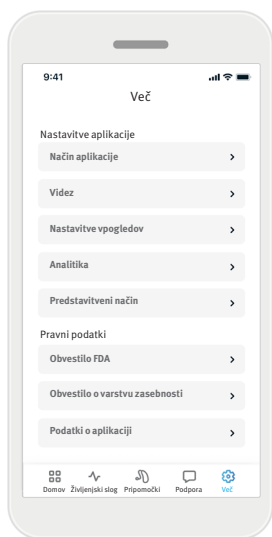 9:41
Več
Nastavitve aplikacije
Način aplikacije
Videz
Nastavitve vpogledov
Analitika
Predstavitveni način
Pravni podatki
Obvestilo FDA
Obvestilo o varstvu zasebnosti
Podatki o aplikaciji
Domov Življenjski slog Pripomočki Podpora Več